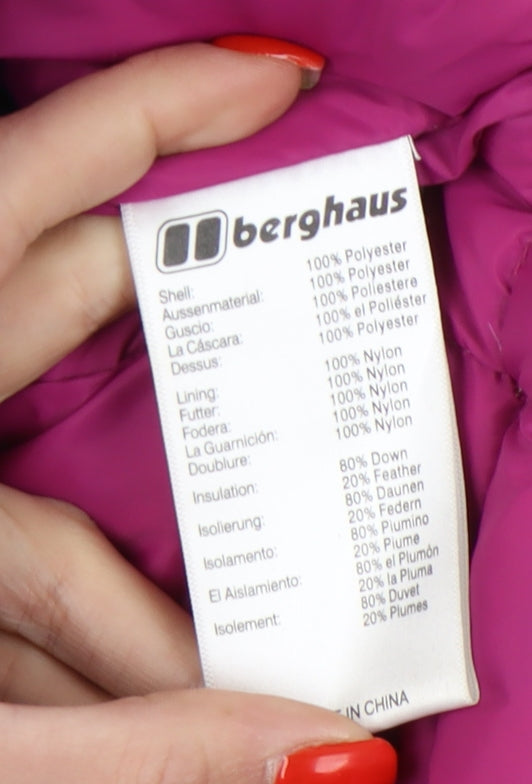 berghaus
Shell: 100% Polyester
Aussenmaterial: 100% Polyester
Guscio: 100% Poliestere
La Cáscara: 100% el Poliéster
Dessus: 100% Polyester
Lining: 100% Nylon
Futter: 100% Nylon
Fodera: 100% Nylon
La Guarnición: 100% Nylon
Doublure: 100% Nylon
Insulation: 80% Down
20% Feather
Isolierung: 80% Daunen
20% Federn
Isolamento: 80% Piumino
20% Piume
El Aislamiento: 80% el Plumón
20% la Pluma
Isolement: 80% Duvet
20% Plumes
IN CHINA